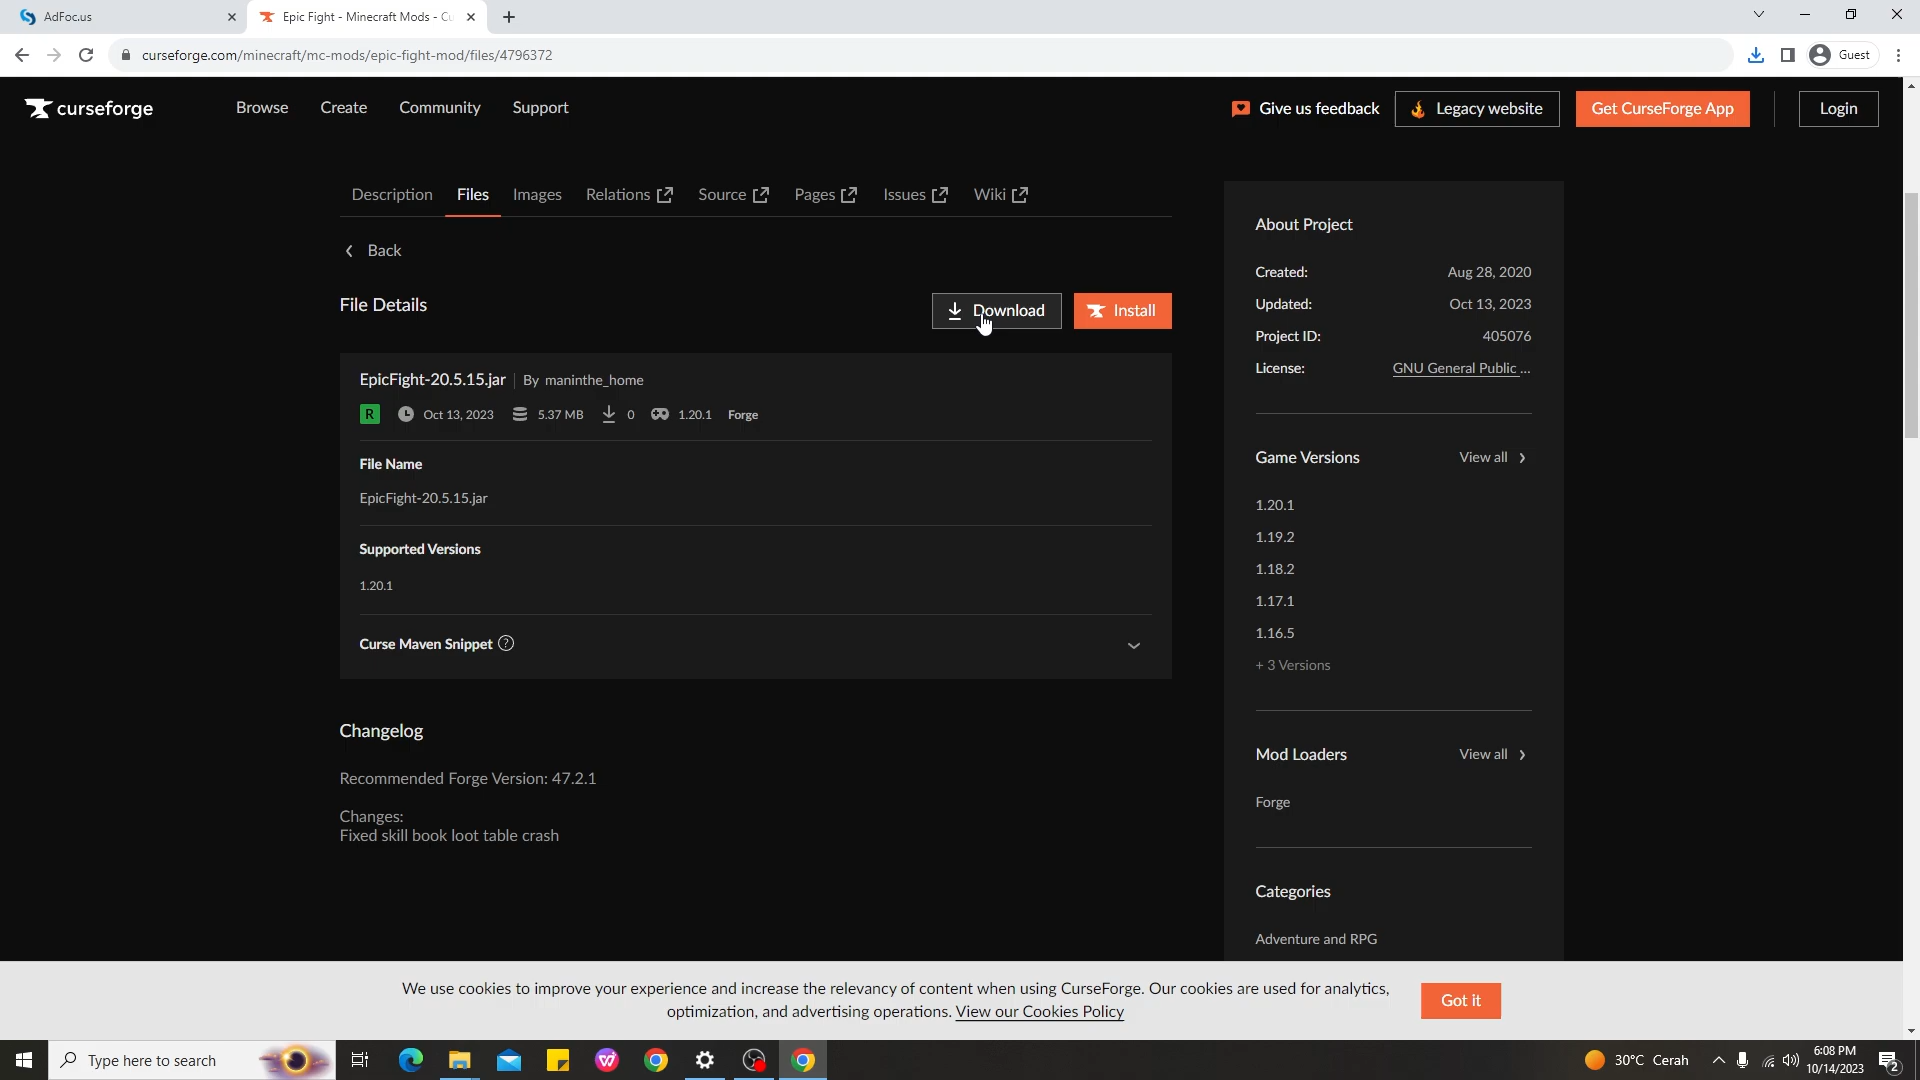 AdFoc.us
Epic Fight - Minecraft Mods - Cu
curseforge.com/minecraft/mc-mods/epic-fight-mod/files/4796372
Guest
curseforge
Browse
Create
Community
Support
Give us feedback
Legacy website
Get CurseForge App
Login
Description
Files
Images
Relations
Source
Pages
Issues
Wiki
Back
File Details
Download
Install
EpicFight-20.5.15.jar
By maninthe_home
R
Oct 13, 2023
5.37 MB
0
1.20.1
Forge
File Name
EpicFight-20.5.15.jar
Supported Versions
1.20.1
Curse Maven Snippet ?
Changelog
Recommended Forge Version: 47.2.1
Changes:
Fixed skill book loot table crash
About Project
Created: Aug 28, 2020
Updated: Oct 13, 2023
Project ID: 405076
License: GNU General Public ...
Game Versions
View all
1.20.1
1.19.2
1.18.2
1.17.1
1.16.5
+ 3 Versions
Mod Loaders
View all
Forge
Categories
Adventure and RPG
We use cookies to improve your experience and increase the relevancy of content when using CurseForge. Our cookies are used for analytics,
optimization, and advertising operations. View our Cookies Policy
Got it
Type here to search
30°C Cerah
6:08 PM
10/14/2023
2